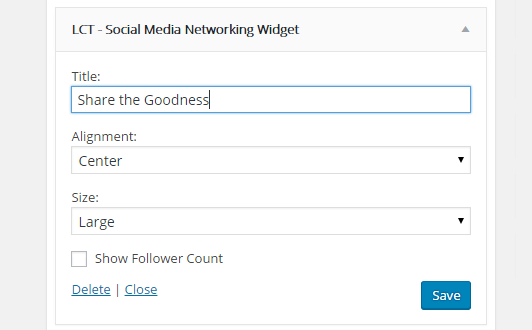 LCT - Social Media Networking Widget
Title:
Share the Goodness
Alignment:
Center
Size:
Large
Show Follower Count
Delete | Close
Save